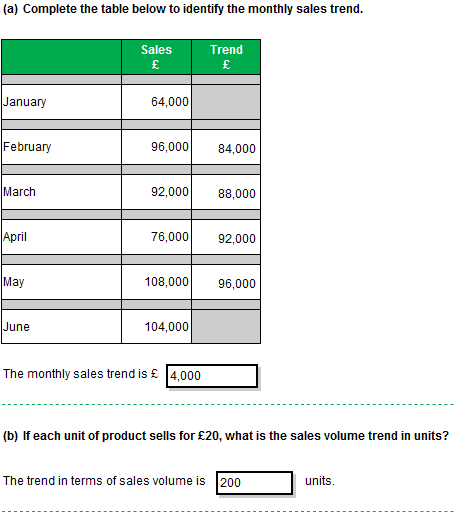 (a) Complete the table below to identify the monthly sales trend.
Sales Trend
£ £
January 64,000
February 96,000 84,000
March 92,000 88,000
April 76,000 92,000
May 108,000 96,000
June 104,000
The monthly sales trend is £ 4,000
(b) If each unit of product sells for £20, what is the sales volume trend in units?
The trend in terms of sales volume is 200 units.